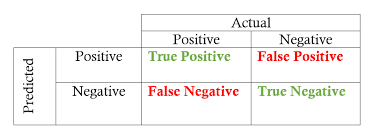 Actual
Positive Negative
Predicted
Positive True Positive False Positive
Negative False Negative True Negative